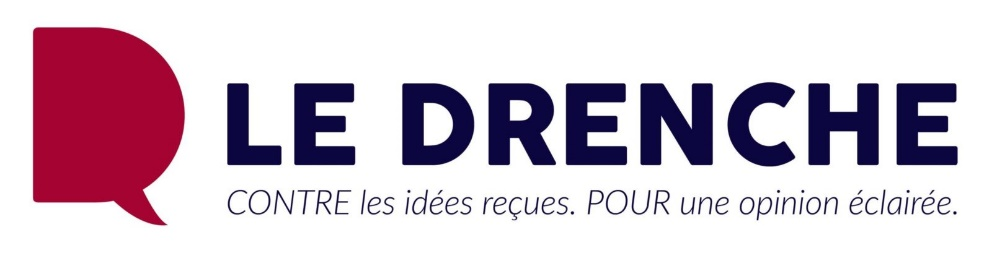 LE DRENCHE
CONTRE les idées reçues. POUR une opinion éclairée.